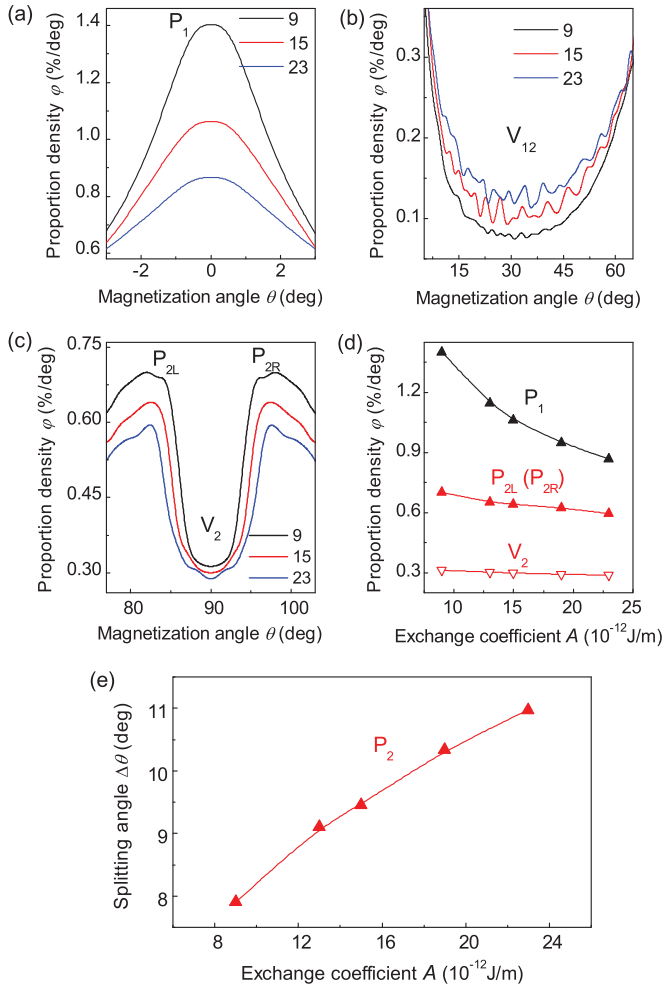 (a)
P1
9
15
23
1.4
1.2
1.0
0.8
0.6
Proportion density φ (%/deg)
-2
0
2
Magnetization angle θ (deg)
(b)
9
15
23
V12
0.3
0.2
0.1
Proportion density φ (%/deg)
15
30
45
60
Magnetization angle θ (deg)
(c)
P2L
P2R
V2
9
15
23
0.75
0.60
0.45
0.30
Proportion density φ (%/deg)
80
90
100
Magnetization angle θ (deg)
(d)
P1
P2L (P2R)
V2
1.2
0.9
0.6
0.3
Proportion density φ (%/deg)
10
15
20
25
Exchange coefficient A (10-12J/m)
(e)
P2
11
10
9
8
Splitting angle Δθ (deg)
8
12
16
20
24
Exchange coefficient A (10-12J/m)